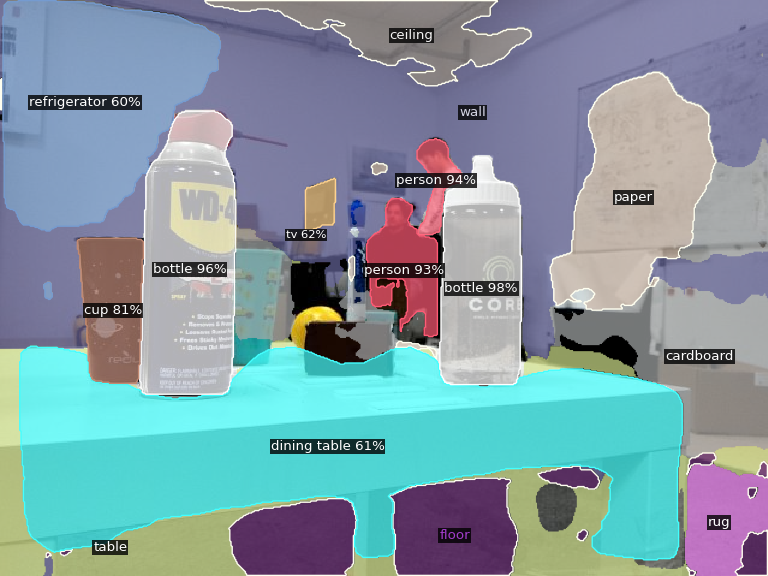 ceiling
refrigerator 60%
wall
person 94%
paper
WD-4
tv 62%
bottle 96%
person 93%
bottle 98%
cup 81%
COR
cardboard
dining table 61%
rug
floor
table